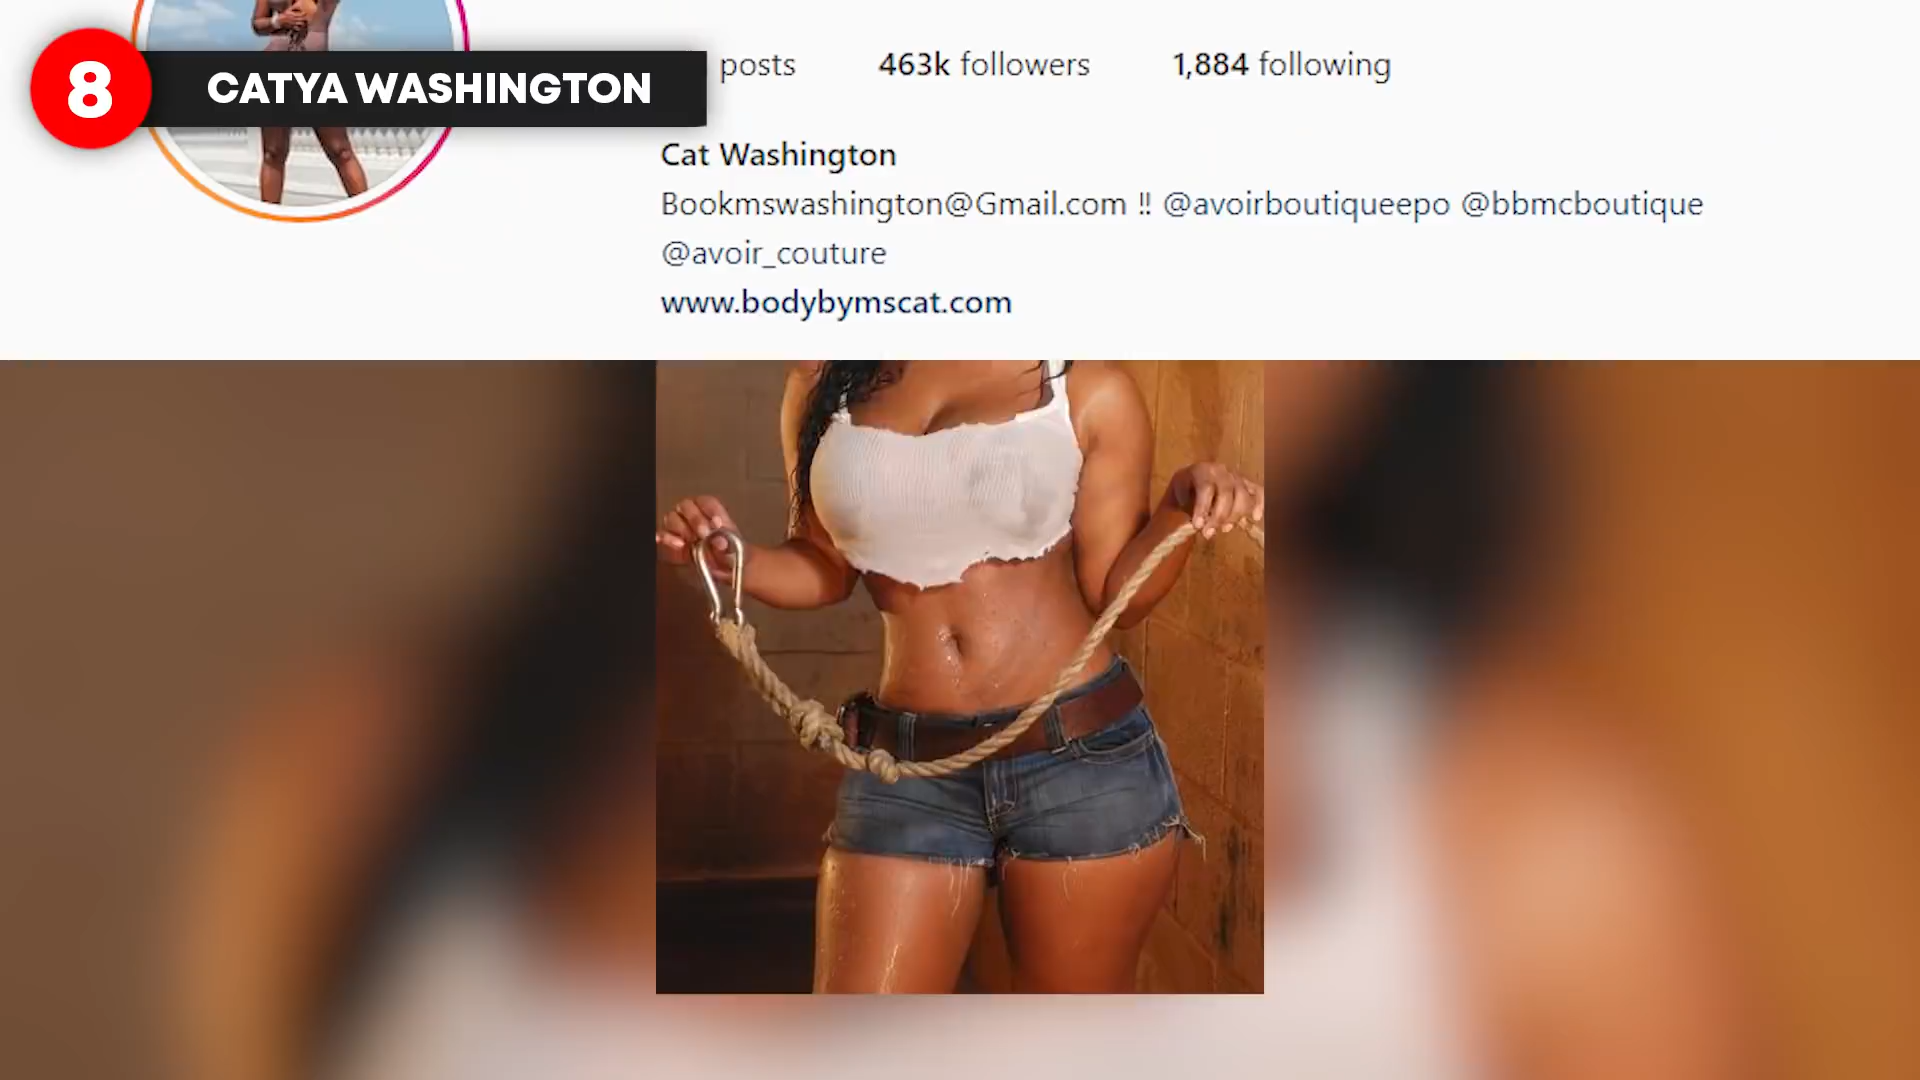 8
CATYA WASHINGTON
posts 463k followers 1,884 following
Cat Washington
Bookmswashington@Gmail.com ‼ @avoirboutiqueepo @bbmcboutique
@avoir_couture
www.bodybymscat.com